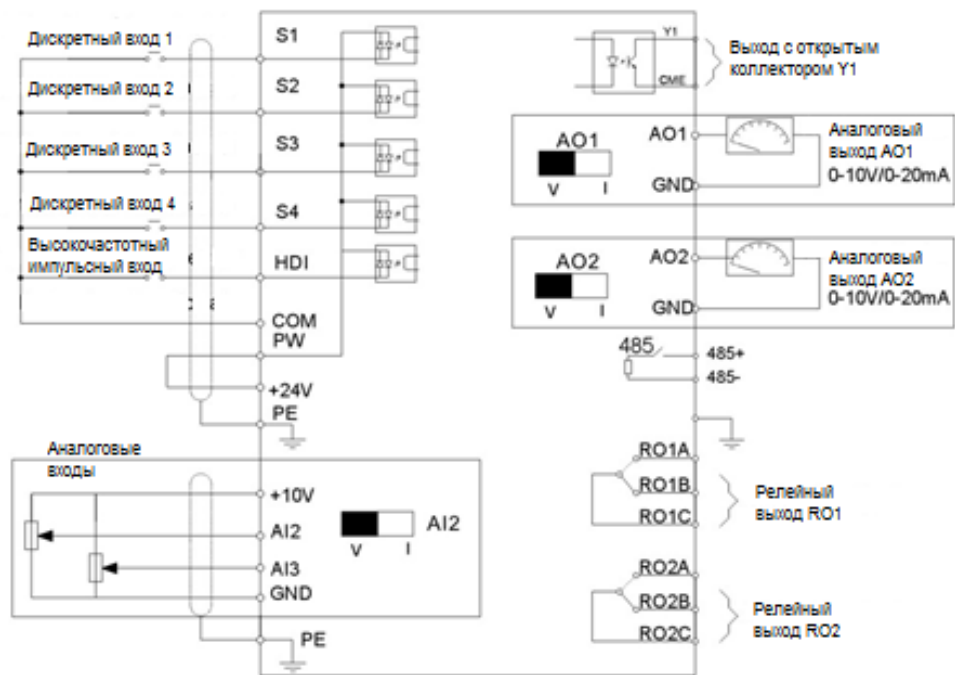 Дискретный вход 1
S1
Дискретный вход 2
S2
Дискретный вход 3
S3
Дискретный вход 4
S4
Высокочастотный
импульсный вход
HDI
COM
PW
+24V
PE
Аналоговые
входы
+10V
AI2
AI3
GND
AI2
V I
PE
Y1
CME
Выход с открытым
коллектором Y1
AO1
V I
AO1
GND
Аналоговый
выход AO1
0-10V/0-20mA
AO2
V I
AO2
GND
Аналоговый
выход AO2
0-10V/0-20mA
485
485+
485-
RO1A
RO1B
RO1C
Релейный
выход RO1
RO2A
RO2B
RO2C
Релейный
выход RO2